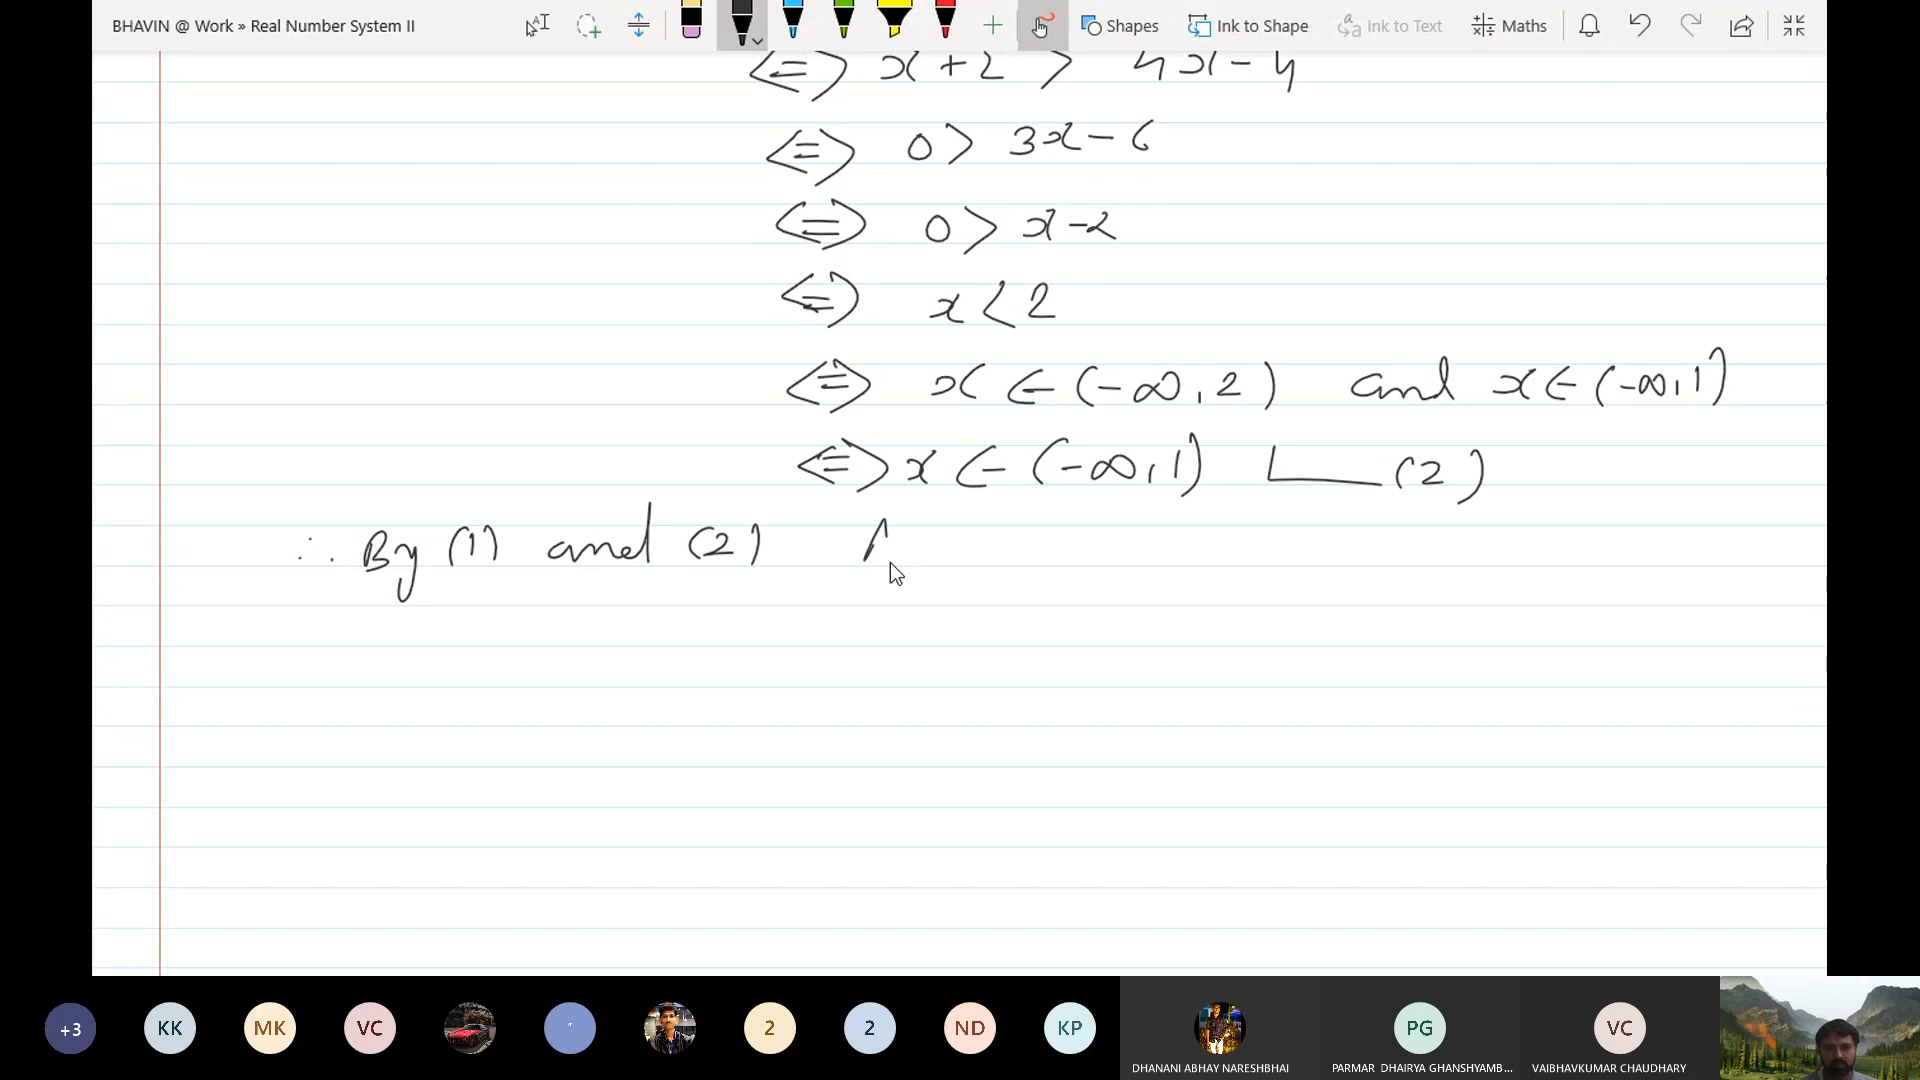 BHAVIN @ Work » Real Number System II
Shapes Ink to Shape Ink to Text Maths
<=> x + 2 > 4x - 4
<=> 0 > 3x - 6
<=> 0 > x - 2
<=> x < 2
<=> x ∈ (-∞, 2) and x ∈ (-∞, 1)
<=> x ∈ (-∞, 1) (2)
∴ By (1) and (2)
+3 KK MK VC 2 2 ND KP PG VC
DHANANI ABHAY NARESHBHAI PARMAR DHAIRYA GHANSHYAMB... VAIBHAVKUMAR CHAUDHARY